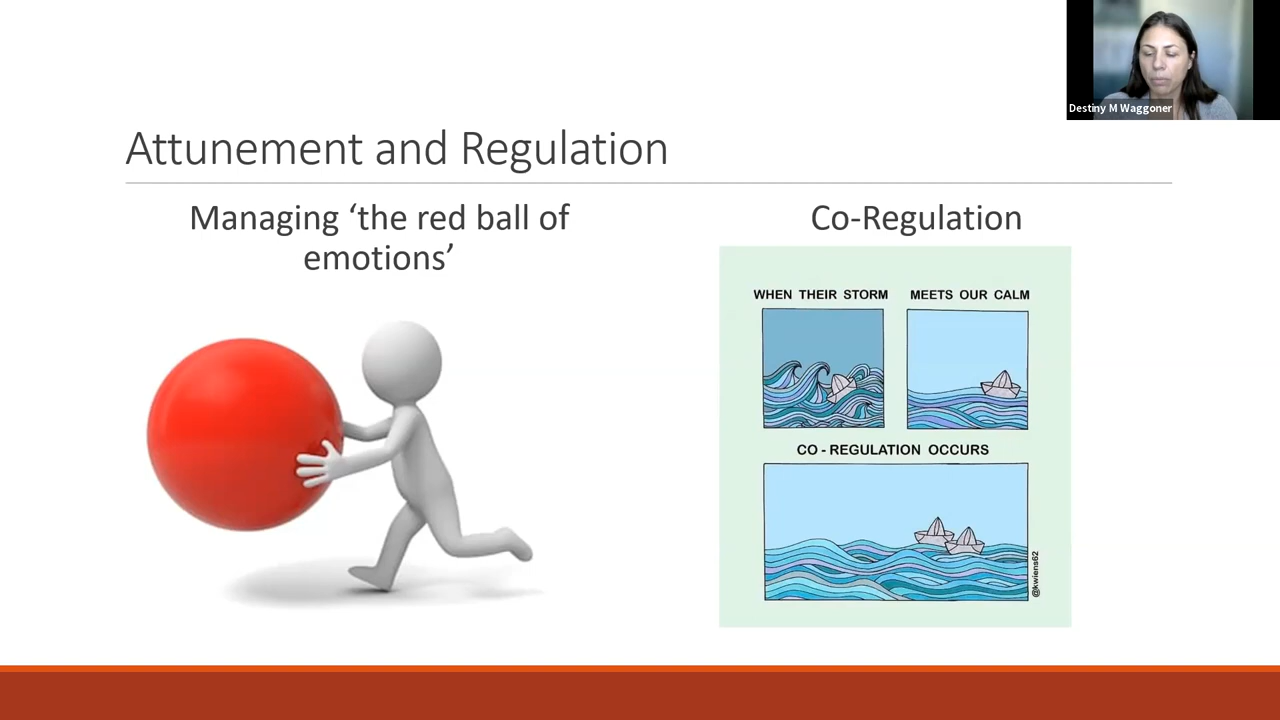 Destiny M Waggoner
Attunement and Regulation
Managing ‘the red ball of
emotions’
Co-Regulation
WHEN THEIR STORM
MEETS OUR CALM
CO - REGULATION OCCURS
@kwiens62